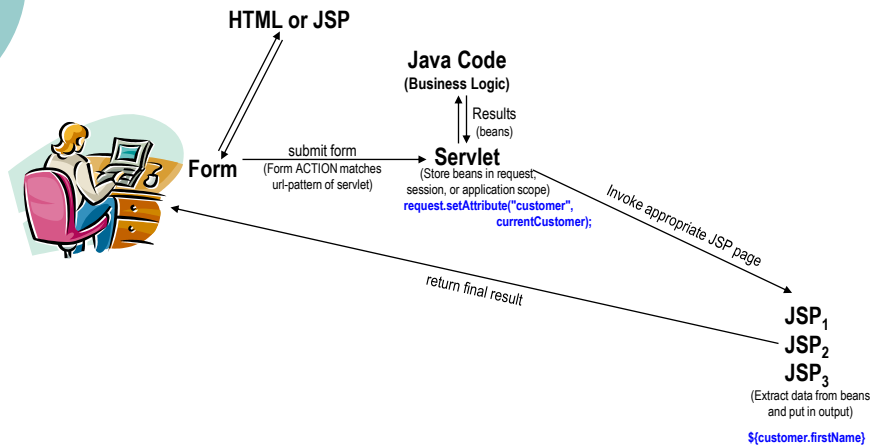 HTML or JSP
Java Code
(Business Logic)
Results
(beans)
Form
submit form
(Form ACTION matches
url-pattern of servlet)
Servlet
(Store beans in request,
session, or application scope)
request.setAttribute("customer",
currentCustomer);
Invoke appropriate JSP page
return final result
JSP₁
JSP₂
JSP₃
(Extract data from beans
and put in output)
${customer.firstName}